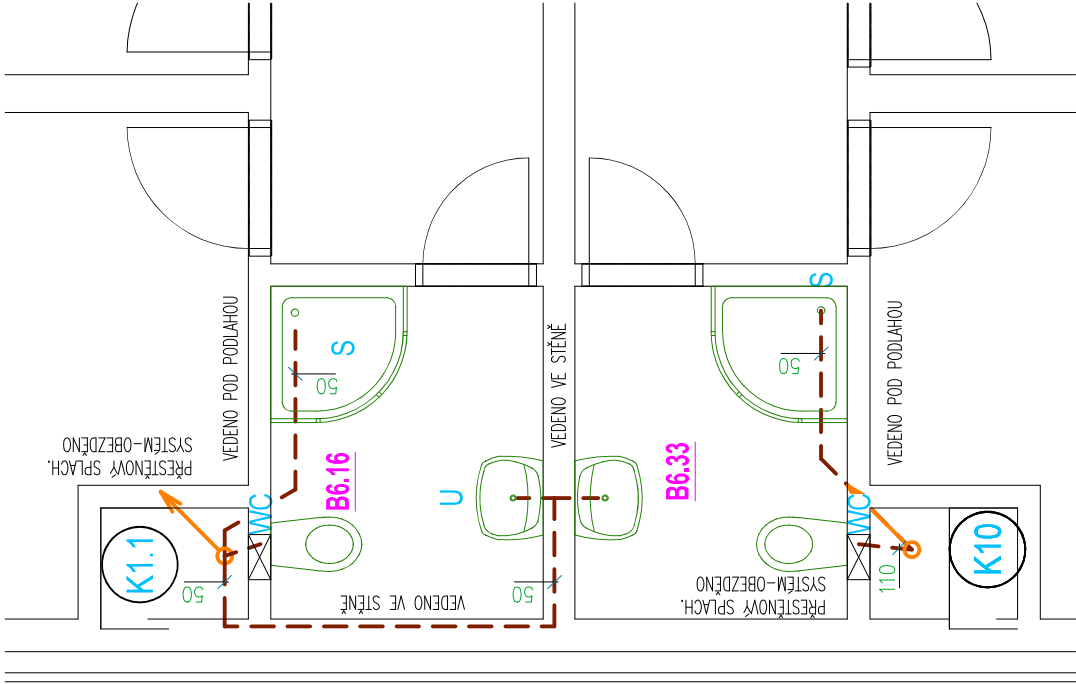 S
VEDENO POD PODLAHOU
S
VEDENO VE STĚNĚ
VEDENO POD PODLAHOU
50
50
PŘESTĚNOVÝ SPLACH.
SYSTÉM-OBEZDĚNO
B6.16
B6.33
U
WC
WC
K1.1
K10
50
VEDENO VE STĚNĚ
50
PŘESTĚNOVÝ SPLACH.
SYSTÉM-OBEZDĚNO
110